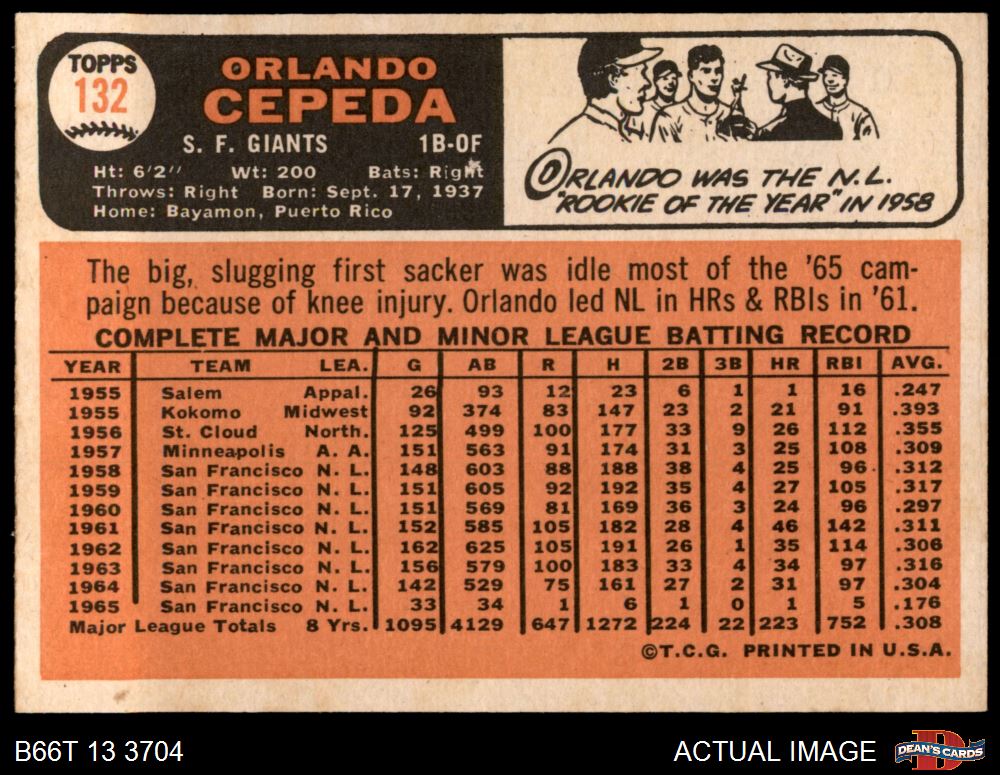 TOPPS
132
ORLANDO
CEPEDA
S. F. GIANTS 1B-OF
Ht: 6'2" Wt: 200 Bats: Right
Throws: Right Born: Sept. 17, 1937
Home: Bayamon, Puerto Rico
ORLANDO WAS THE N.L.
"ROOKIE OF THE YEAR" IN 1958
The big, slugging first sacker was idle most of the '65 cam-
paign because of knee injury. Orlando led NL in HRs & RBIs in '61.
COMPLETE MAJOR AND MINOR LEAGUE BATTING RECORD
YEAR TEAM LEA. G AB R H 2B 3B HR RBI AVG.
1955 Salem Appal. 26 93 12 23 6 1 1 16 .247
1955 Kokomo Midwest 92 374 83 147 23 2 21 91 .393
1956 St. Cloud North. 125 499 100 177 33 9 26 112 .355
1957 Minneapolis A. A. 151 563 91 174 31 3 25 108 .309
1958 San Francisco N. L. 148 603 88 188 38 4 25 96 .312
1959 San Francisco N. L. 151 605 92 192 35 4 27 105 .317
1960 San Francisco N. L. 151 569 81 169 36 3 24 96 .297
1961 San Francisco N. L. 152 585 105 182 28 4 46 142 .311
1962 San Francisco N. L. 162 625 105 191 26 1 35 114 .306
1963 San Francisco N. L. 156 579 100 183 33 4 34 97 .316
1964 San Francisco N. L. 142 529 75 161 27 2 31 97 .304
1965 San Francisco N. L. 33 34 1 6 1 0 1 5 .176
Major League Totals 8 Yrs. 1095 4129 647 1272 224 22 223 752 .308
©T.C.G. PRINTED IN U.S.A.
B66T 13 3704 ACTUAL IMAGE
DEAN'S CARDS